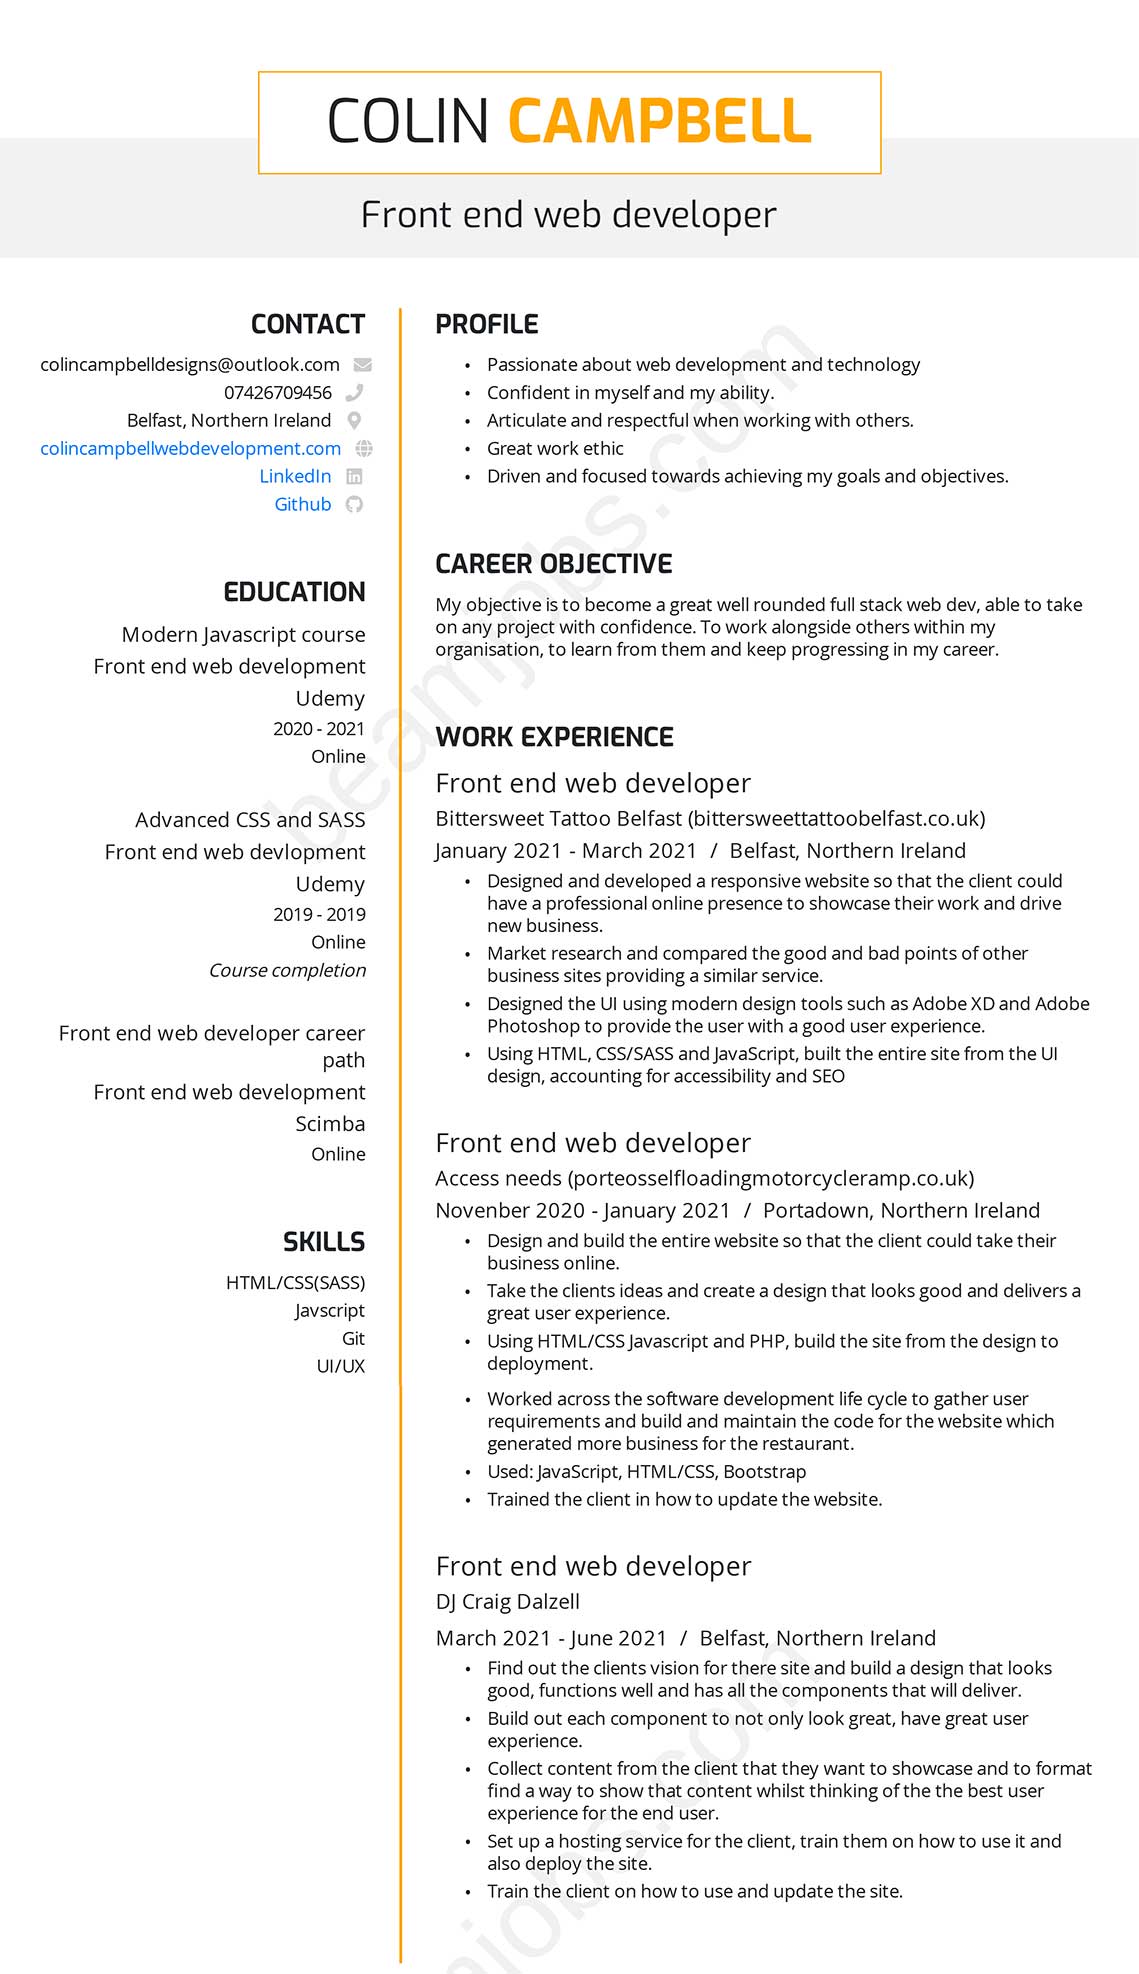 COLIN CAMPBELL
Front end web developer
CONTACT
colincampbelldesigns@outlook.com
07426709456
Belfast, Northern Ireland
colincampbellwebdevelopment.com
LinkedIn
Github
EDUCATION
Modern Javascript course
Front end web development
Udemy
2020 - 2021
Online
Advanced CSS and SASS
Front end web devlopment
Udemy
2019 - 2019
Online
Course completion
Front end web developer career
path
Front end web development
Scimba
Online
SKILLS
HTML/CSS(SASS)
Javscript
Git
UI/UX
PROFILE
• Passionate about web development and technology
• Confident in myself and my ability.
• Articulate and respectful when working with others.
• Great work ethic
• Driven and focused towards achieving my goals and objectives.
CAREER OBJECTIVE
My objective is to become a great well rounded full stack web dev, able to take
on any project with confidence. To work alongside others within my
organisation, to learn from them and keep progressing in my career.
WORK EXPERIENCE
Front end web developer
Bittersweet Tattoo Belfast (bittersweettattoobelfast.co.uk)
January 2021 - March 2021 / Belfast, Northern Ireland
• Designed and developed a responsive website so that the client could
have a professional online presence to showcase their work and drive
new business.
• Market research and compared the good and bad points of other
business sites providing a similar service.
• Designed the UI using modern design tools such as Adobe XD and Adobe
Photoshop to provide the user with a good user experience.
• Using HTML, CSS/SASS and JavaScript, built the entire site from the UI
design, accounting for accessibility and SEO
Front end web developer
Access needs (porteosselfloadingmotorcycleramp.co.uk)
Novenber 2020 - January 2021 / Portadown, Northern Ireland
• Design and build the entire website so that the client could take their
business online.
• Take the clients ideas and create a design that looks good and delivers a
great user experience.
• Using HTML/CSS Javascript and PHP, build the site from the design to
deployment.
• Worked across the software development life cycle to gather user
requirements and build and maintain the code for the website which
generated more business for the restaurant.
• Used: JavaScript, HTML/CSS, Bootstrap
• Trained the client in how to update the website.
Front end web developer
DJ Craig Dalzell
March 2021 - June 2021 / Belfast, Northern Ireland
• Find out the clients vision for there site and build a design that looks
good, functions well and has all the components that will deliver.
• Build out each component to not only look great, have great user
experience.
• Collect content from the client that they want to showcase and to format
find a way to show that content whilst thinking of the the best user
experience for the end user.
• Set up a hosting service for the client, train them on how to use it and
also deploy the site.
• Train the client on how to use and update the site.
beamjobs.com
mjobs.com